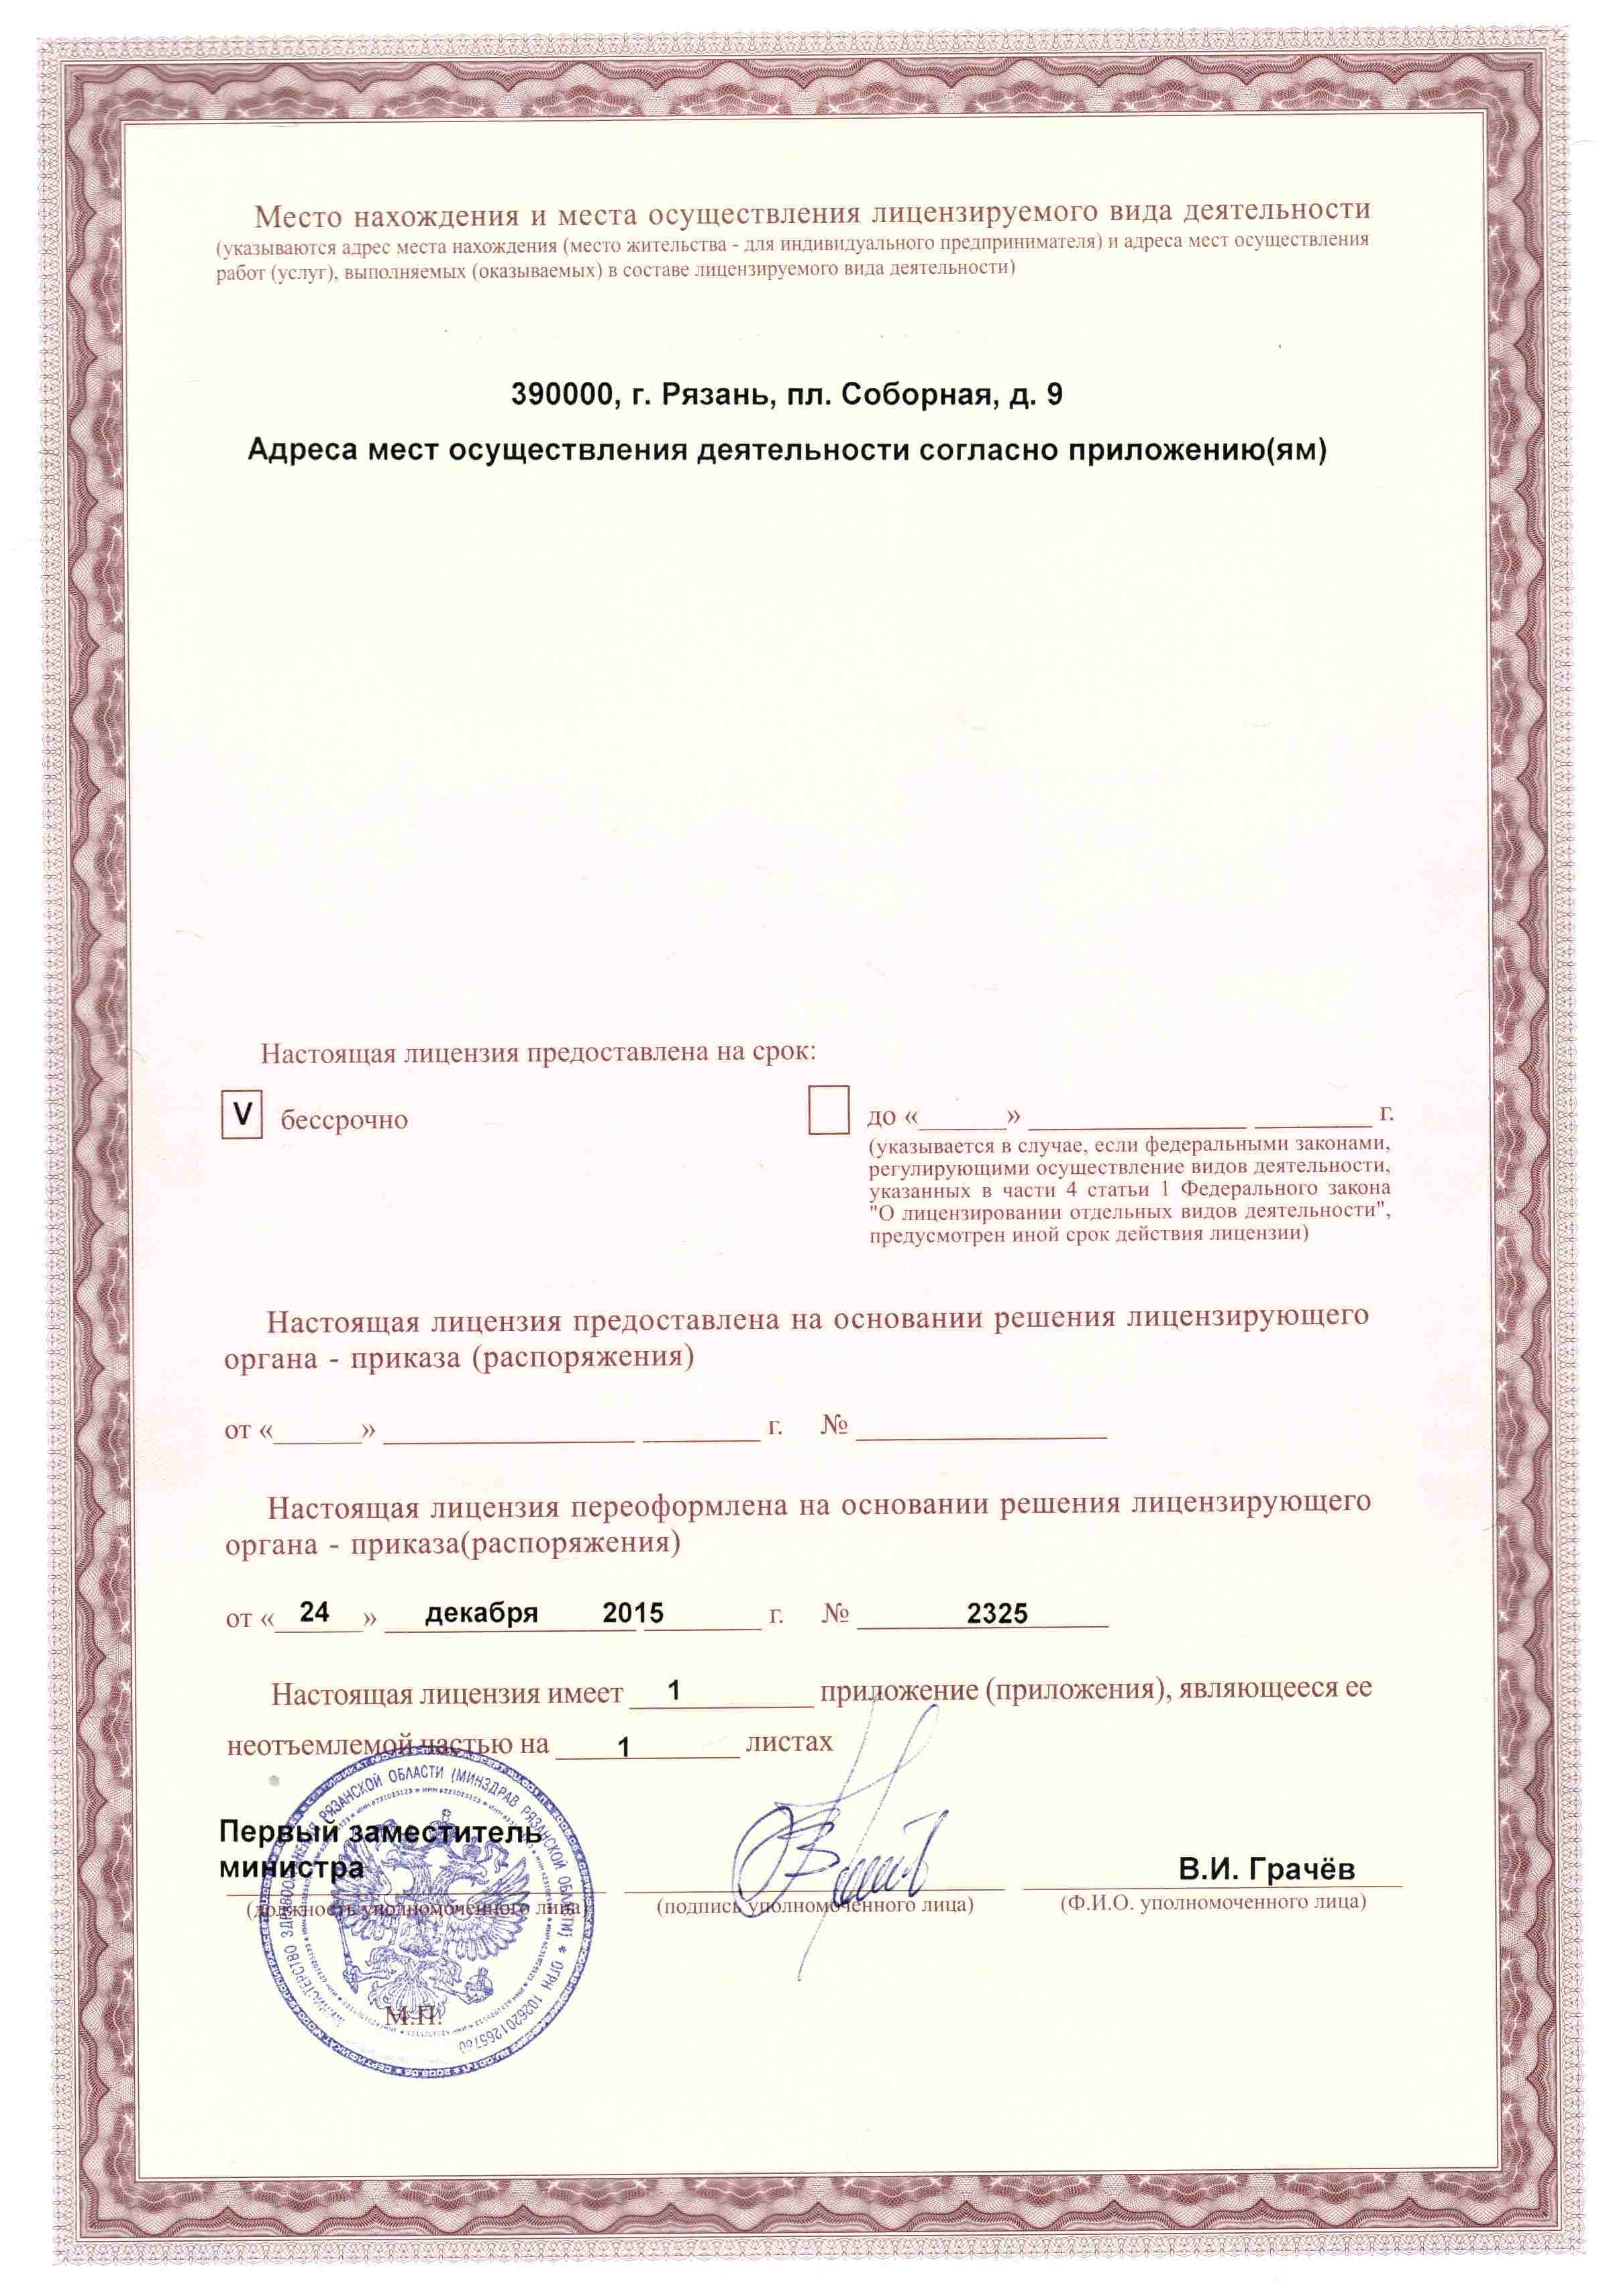 Место нахождения и места осуществления лицензируемого вида деятельности
(указываются адрес места нахождения (место жительства - для индивидуального предпринимателя) и адреса мест осуществления
работ (услуг), выполняемых (оказываемых) в составе лицензируемого вида деятельности)
390000, г. Рязань, пл. Соборная, д. 9
Адреса мест осуществления деятельности согласно приложению(ям)
Настоящая лицензия предоставлена на срок:
V бессрочно
до «______» ______________ ________ г.
(указывается в случае, если федеральными законами,
регулирующими осуществление видов деятельности,
указанных в части 4 статьи 1 Федерального закона
"О лицензировании отдельных видов деятельности",
предусмотрен иной срок действия лицензии)
Настоящая лицензия предоставлена на основании решения лицензирующего
органа - приказа (распоряжения)
от «______» ________________ ________ г. № ________________
Настоящая лицензия переоформлена на основании решения лицензирующего
органа - приказа(распоряжения)
от « 24 » декабря 2015 г. № 2325
Настоящая лицензия имеет 1 приложение (приложения), являющееся ее
неотъемлемой частью на 1 листах
Первый заместитель
министра
В.И. Грачёв
(должность уполномоченного лица) (подпись уполномоченного лица) (Ф.И.О. уполномоченного лица)
МИНИСТЕРСТВО ЗДРАВООХРАНЕНИЯ РЯЗАНСКОЙ ОБЛАСТИ (МИНЗДРАВ РЯЗАНСКОЙ ОБЛАСТИ) * ОГРН 1026201265760
М.П.